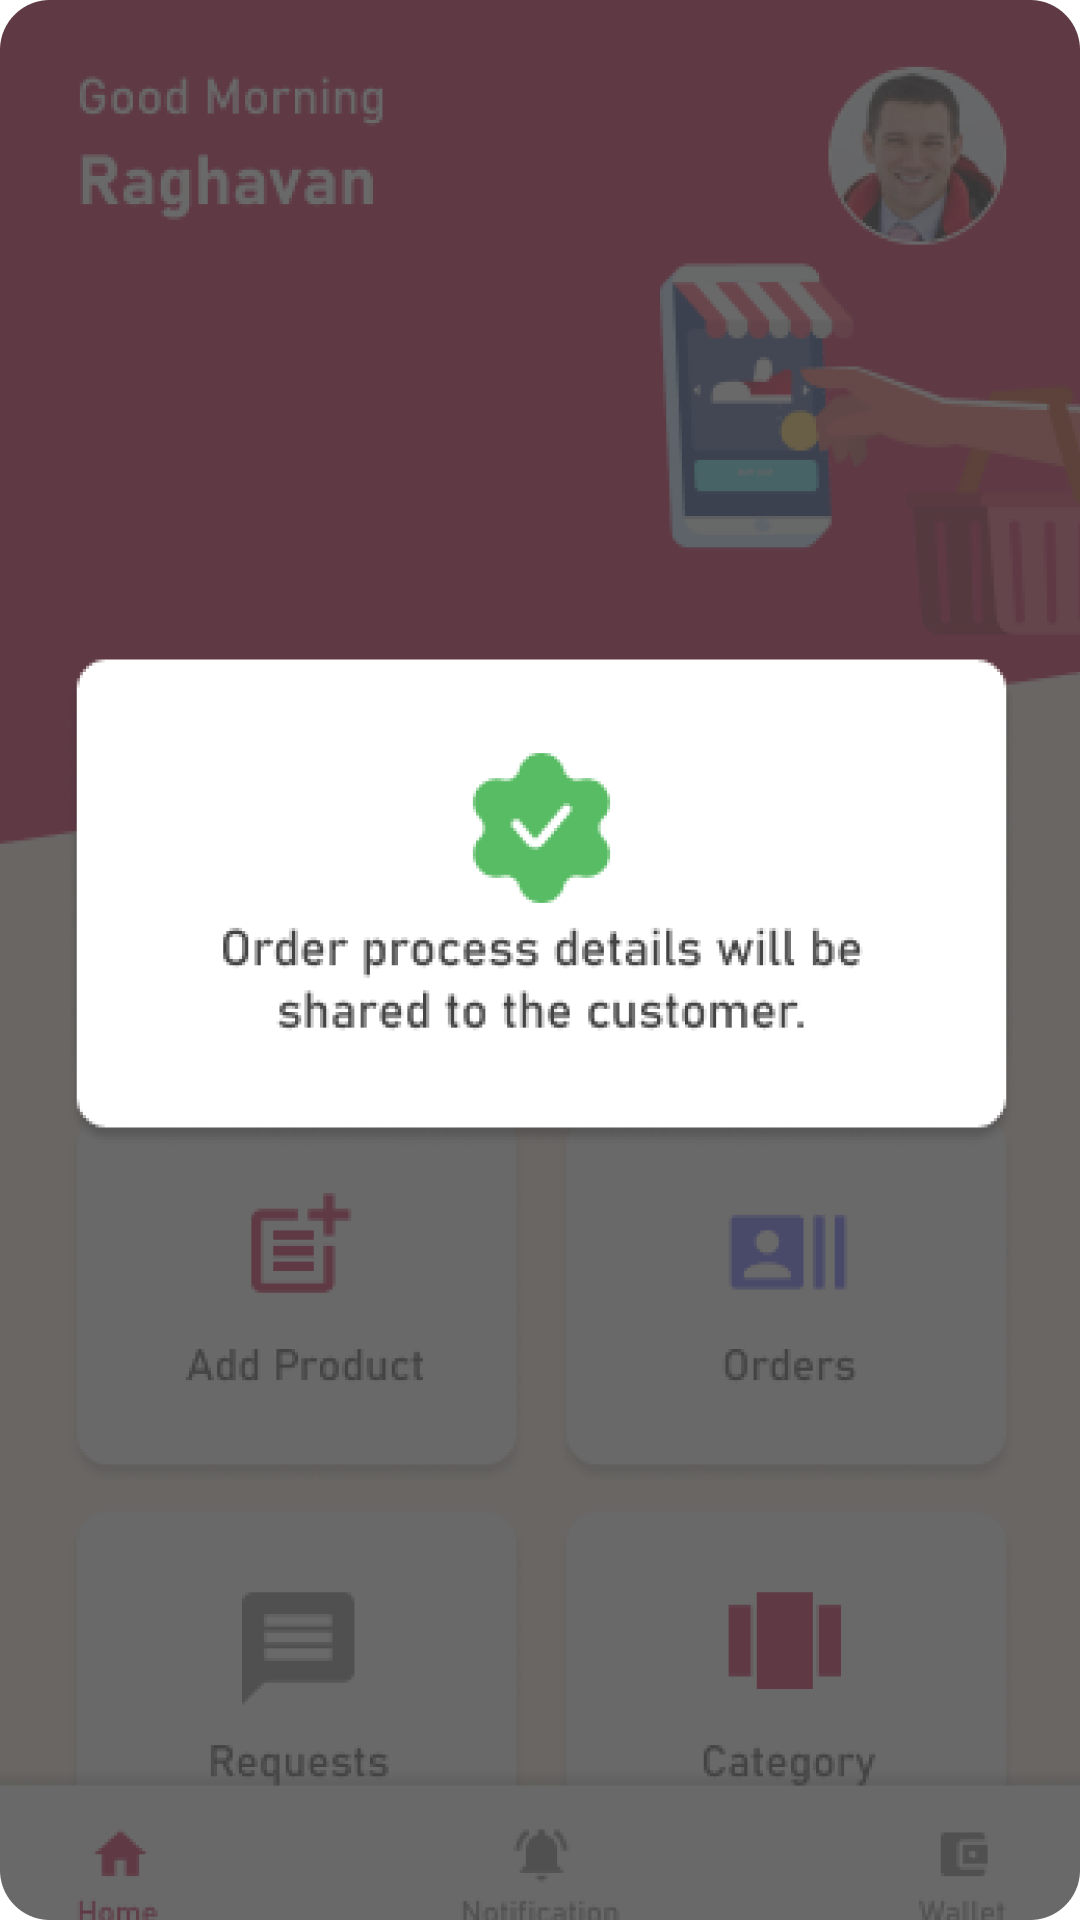 Good Morning
Raghavan
Order process details will be
shared to the customer.
Add Product
Orders
Requests
Category
Home
Notification
Wallet